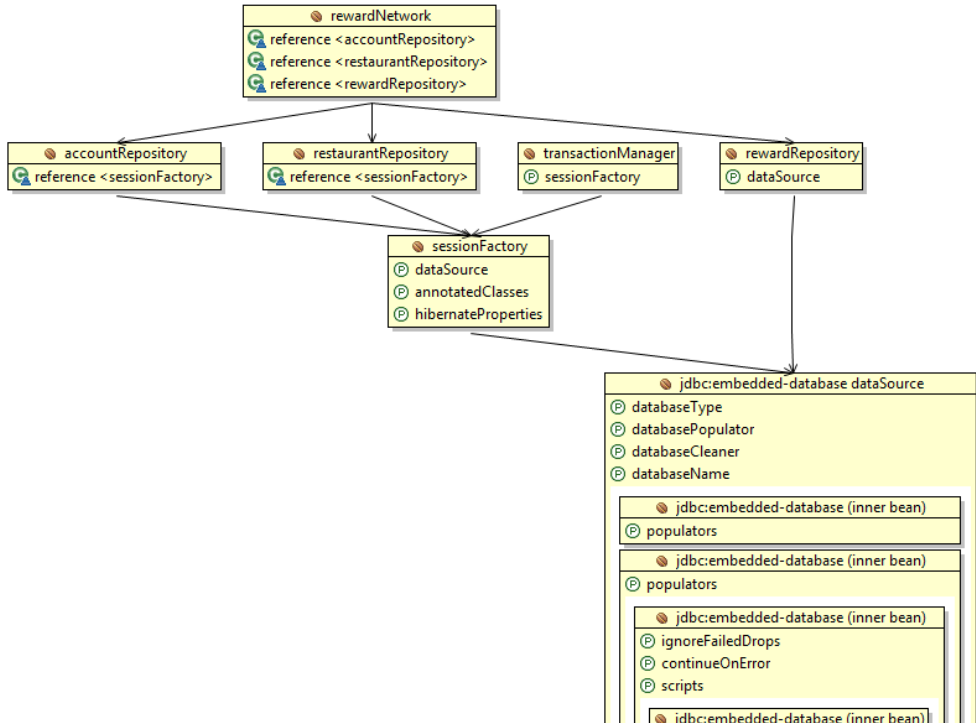 rewardNetwork
reference <accountRepository>
reference <restaurantRepository>
reference <rewardRepository>
accountRepository
reference <sessionFactory>
restaurantRepository
reference <sessionFactory>
transactionManager
P sessionFactory
rewardRepository
P dataSource
sessionFactory
P dataSource
P annotatedClasses
P hibernateProperties
jdbc:embedded-database dataSource
P databaseType
P databasePopulator
P databaseCleaner
P databaseName
jdbc:embedded-database (inner bean)
P populators
jdbc:embedded-database (inner bean)
P populators
jdbc:embedded-database (inner bean)
P ignoreFailedDrops
P continueOnError
P scripts
jdbc:embedded-database (inner bean)